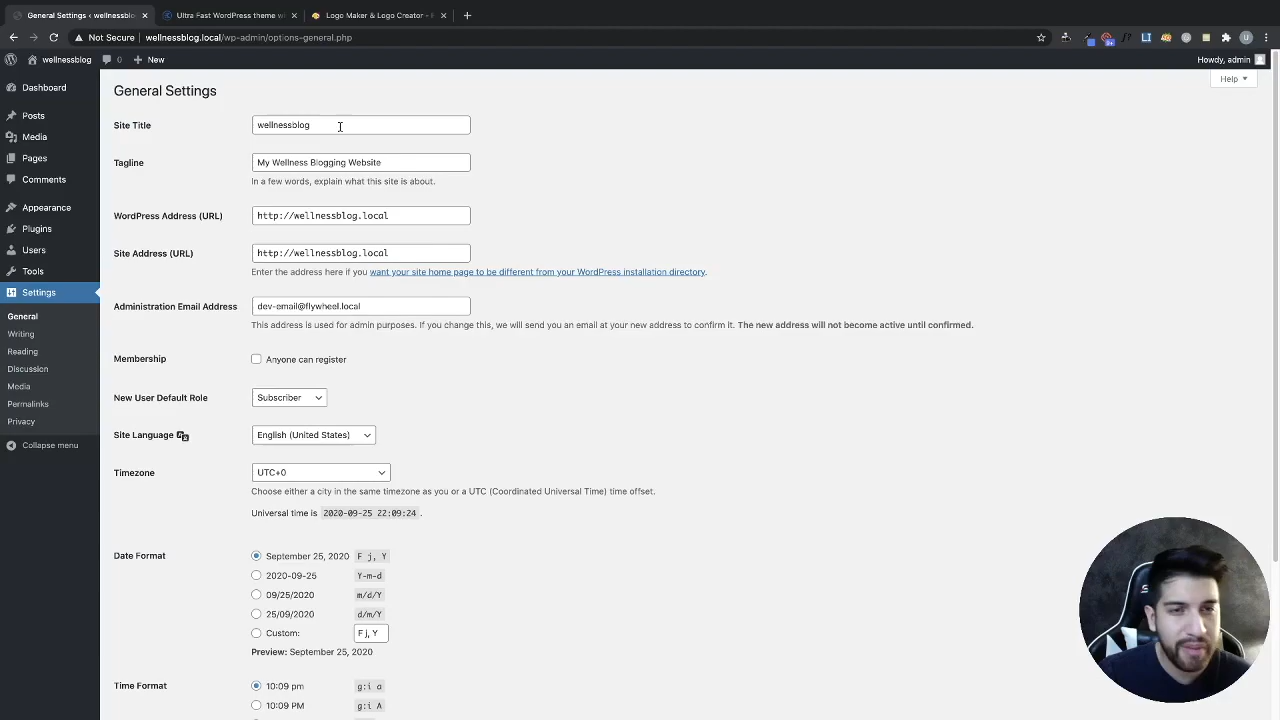 General Settings ‹ wellnessblo
Ultra Fast WordPress theme w
Logo Maker & Logo Creator - F
Not Secure wellnessblog.local/wp-admin/options-general.php
wellnessblog 0 New
Howdy, admin
Help
Dashboard
Posts
Media
Pages
Comments
Appearance
Plugins
Users
Tools
Settings
General
Writing
Reading
Discussion
Media
Permalinks
Privacy
Collapse menu
General Settings
Site Title wellnessblog
Tagline My Wellness Blogging Website
In a few words, explain what this site is about.
WordPress Address (URL) http://wellnessblog.local
Site Address (URL) http://wellnessblog.local
Enter the address here if you want your site home page to be different from your WordPress installation directory.
Administration Email Address dev-email@flywheel.local
This address is used for admin purposes. If you change this, we will send you an email at your new address to confirm it. The new address will not become active until confirmed.
Membership Anyone can register
New User Default Role Subscriber
Site Language English (United States)
Timezone UTC+0
Choose either a city in the same timezone as you or a UTC (Coordinated Universal Time) time offset.
Universal time is 2020-09-25 22:09:24 .
Date Format September 25, 2020 F j, Y
2020-09-25 Y-m-d
09/25/2020 m/d/Y
25/09/2020 d/m/Y
Custom: F j, Y
Preview: September 25, 2020
Time Format 10:09 pm g:i a
10:09 PM g:i A